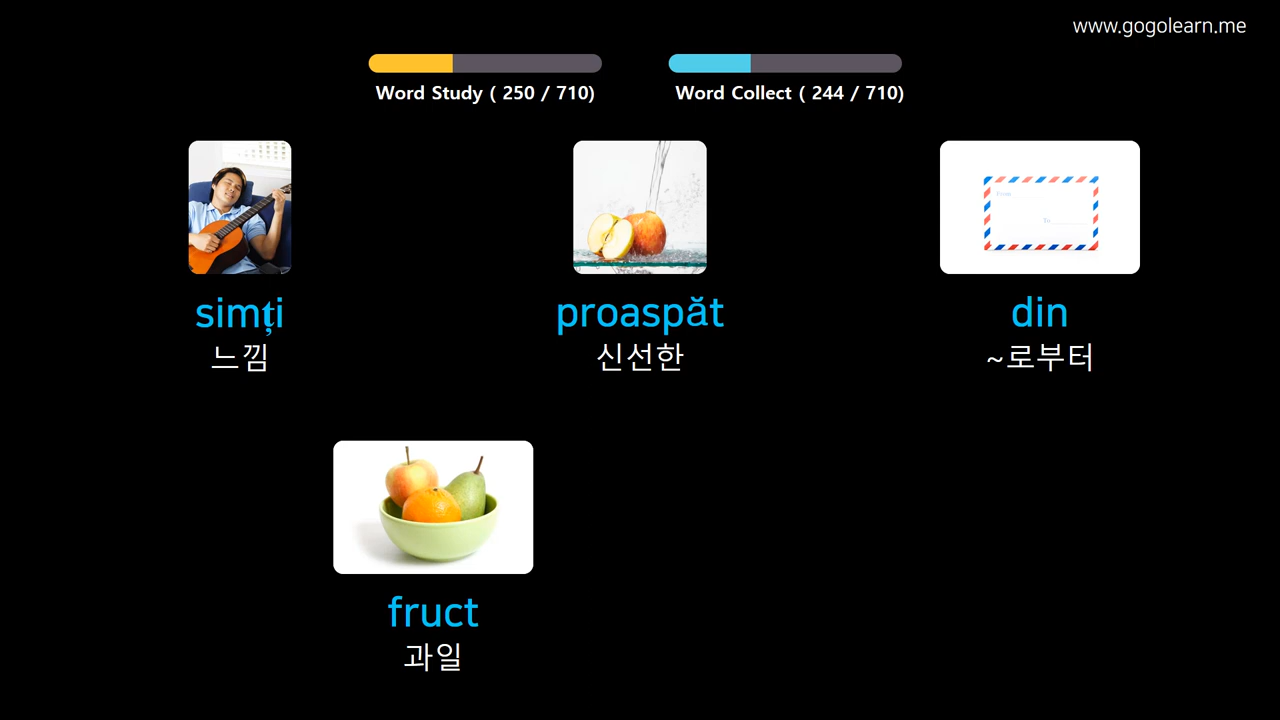 www.gogolearn.me
Word Study ( 250 / 710)
Word Collect ( 244 / 710)
simți
느낌
proaspăt
신선한
din
~로부터
fruct
과일